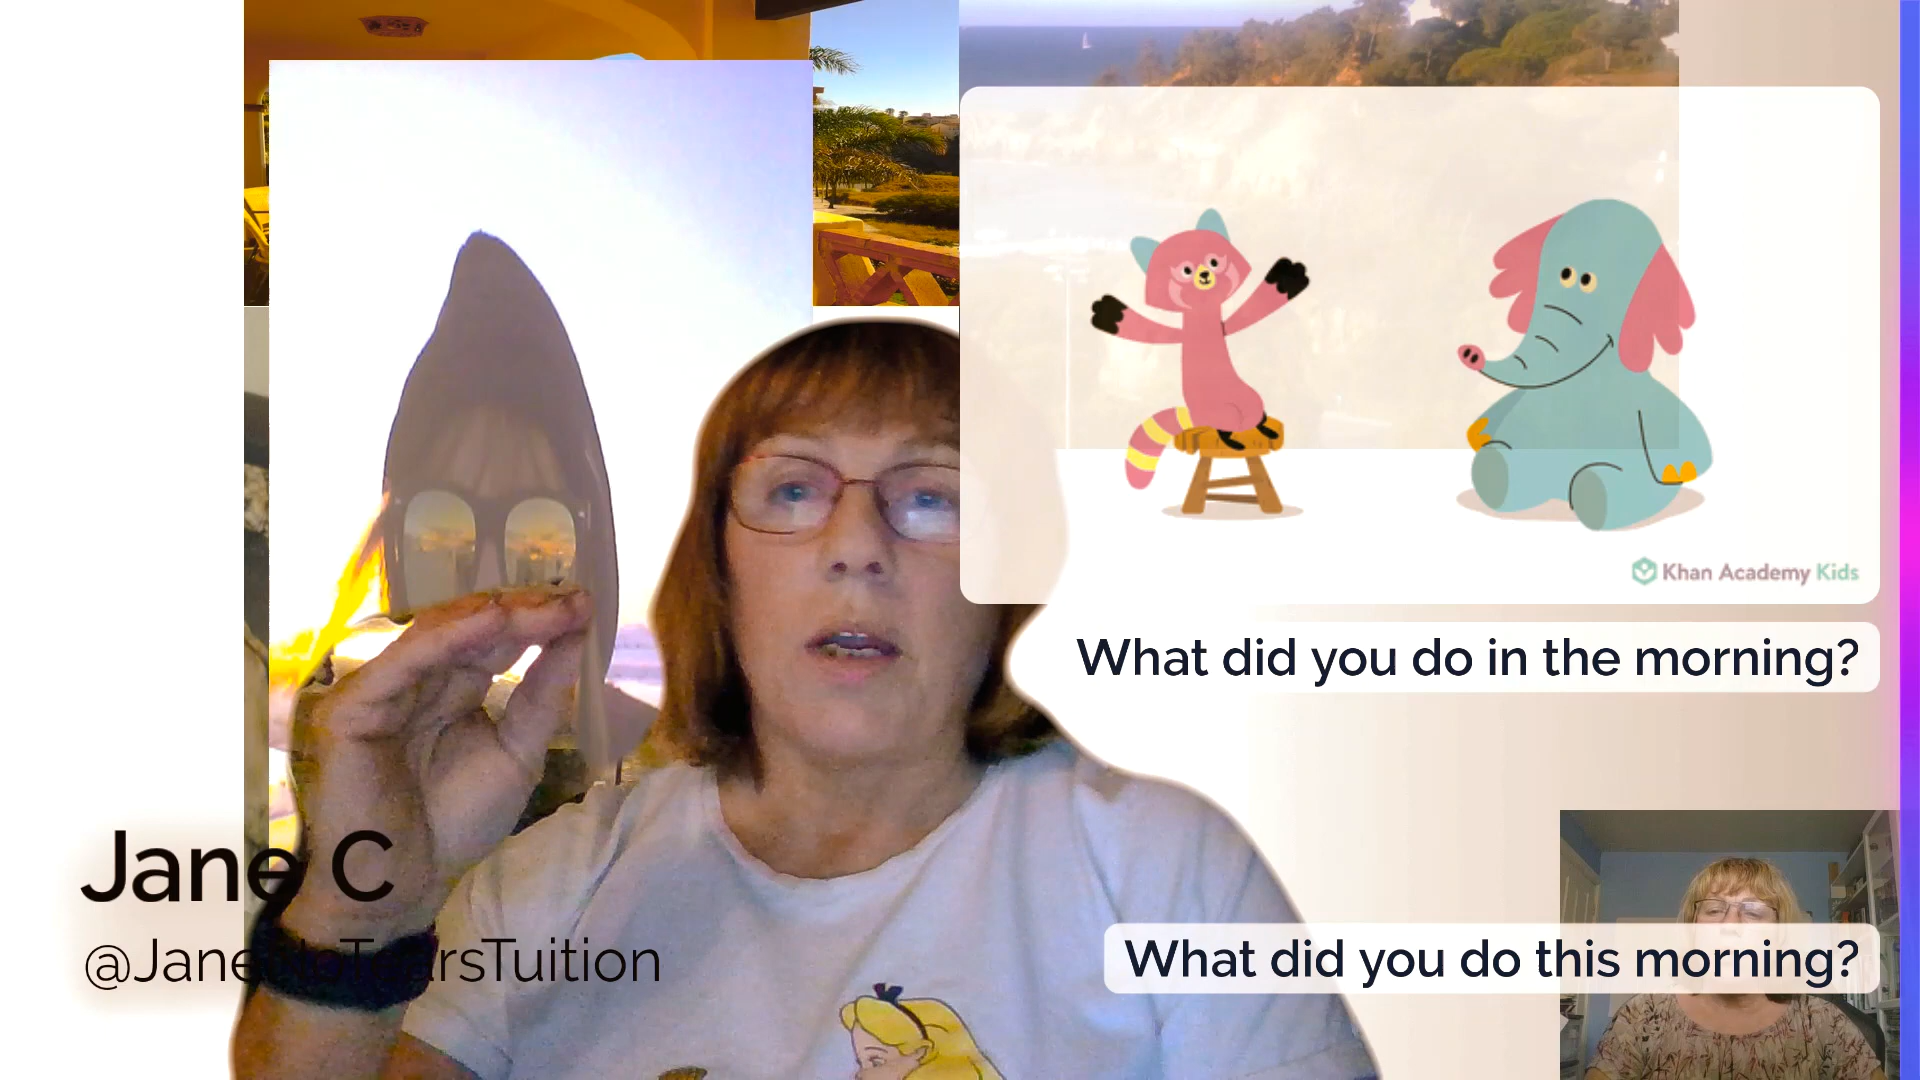 Khan Academy Kids
What did you do in the morning?
Jane C
What did you do this morning?